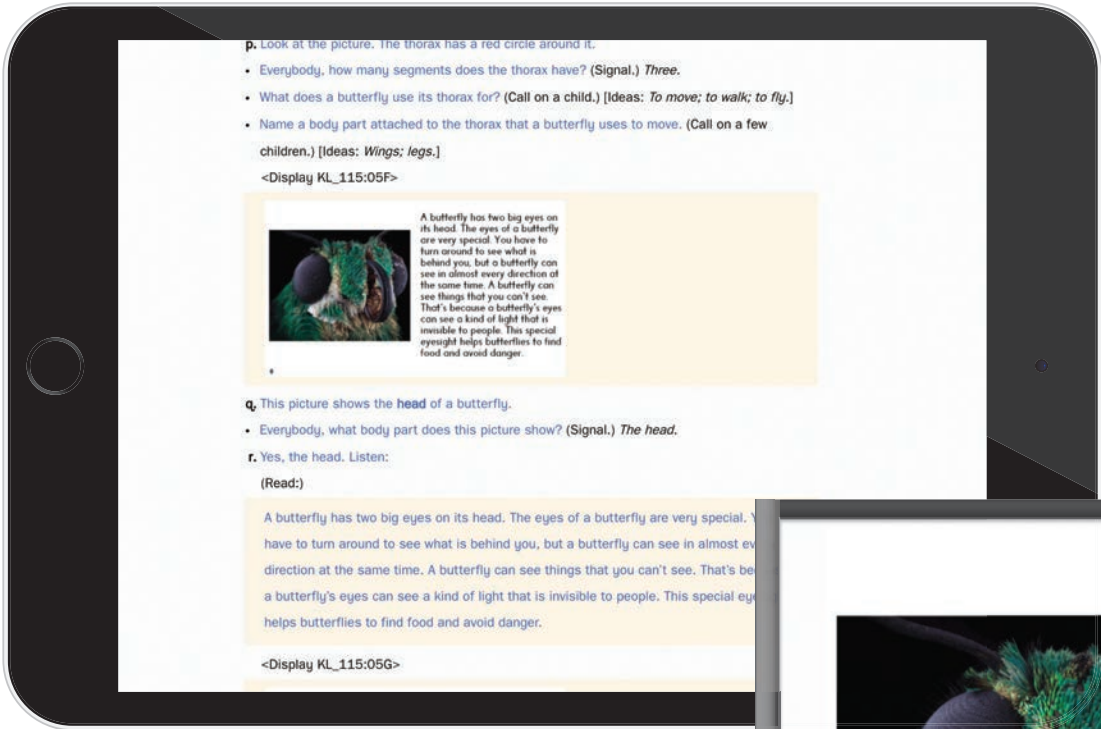 p. Look at the picture. The thorax has a red circle around it.
• Everybody, how many segments does the thorax have? (Signal.) Three.
• What does a butterfly use its thorax for? (Call on a child.) [Ideas: To move; to walk; to fly.]
• Name a body part attached to the thorax that a butterfly uses to move. (Call on a few
children.) [Ideas: Wings; legs.]
<Display KL_115:05F>
A butterfly has two big eyes on
its head. The eyes of a butterfly
are very special. You have to
turn around to see what is
behind you, but a butterfly can
see in almost every direction at
the same time. A butterfly can
see things that you can't see.
That's because a butterfly's eyes
can see a kind of light that is
invisible to people. This special
eyesight helps butterflies to find
food and avoid danger.
q. This picture shows the head of a butterfly.
• Everybody, what body part does this picture show? (Signal.) The head.
r. Yes, the head. Listen:
(Read:)
A butterfly has two big eyes on its head. The eyes of a butterfly are very special.
have to turn around to see what is behind you, but a butterfly can see in almost
direction at the same time. A butterfly can see things that you can't see. That's
a butterfly's eyes can see a kind of light that is invisible to people. This special
helps butterflies to find food and avoid danger.
<Display KL_115:05G>